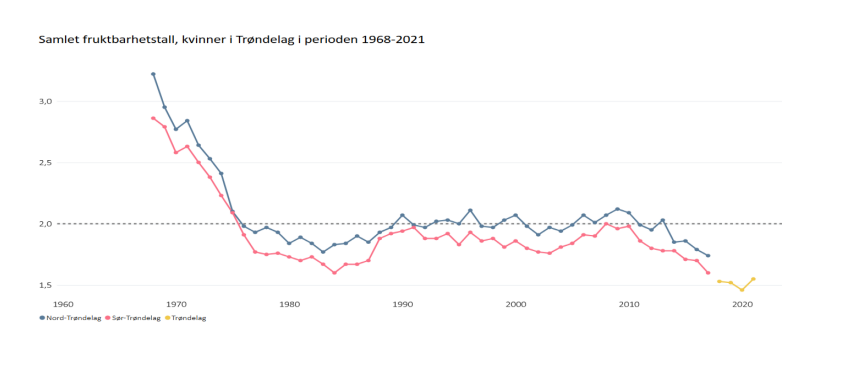 Samlet fruktbarhetstall, kvinner i Trøndelag i perioden 1968-2021
3,0
2,5
2,0
1,5
1960 1970 1980 1990 2000 2010 2020
Nord-Trøndelag Sør-Trøndelag Trøndelag